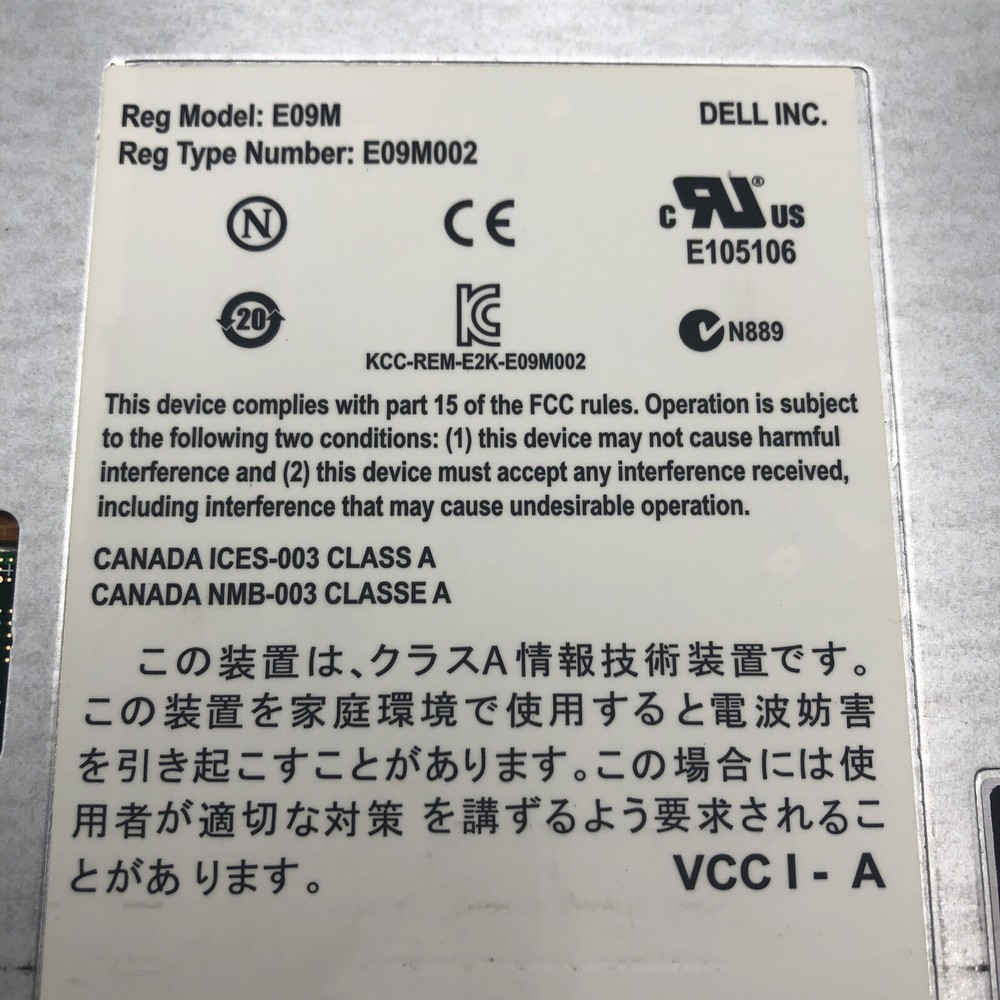 Reg Model: E09M
DELL INC.
Reg Type Number: E09M002
N
CE
c RU ® US
E105106
20
KC
N889
KCC-REM-E2K-E09M002
This device complies with part 15 of the FCC rules. Operation is subject
to the following two conditions: (1) this device may not cause harmful
interference and (2) this device must accept any interference received,
including interference that may cause undesirable operation.
CANADA ICES-003 CLASS A
CANADA NMB-003 CLASSE A
この装置は、クラスA情報技術装置です。
この装置を家庭環境で使用すると電波妨害
を引き起こすことがあります。この場合には使
用者が適切な対策 を講ずるよう要求されるこ
とがあります。
VCC I - A